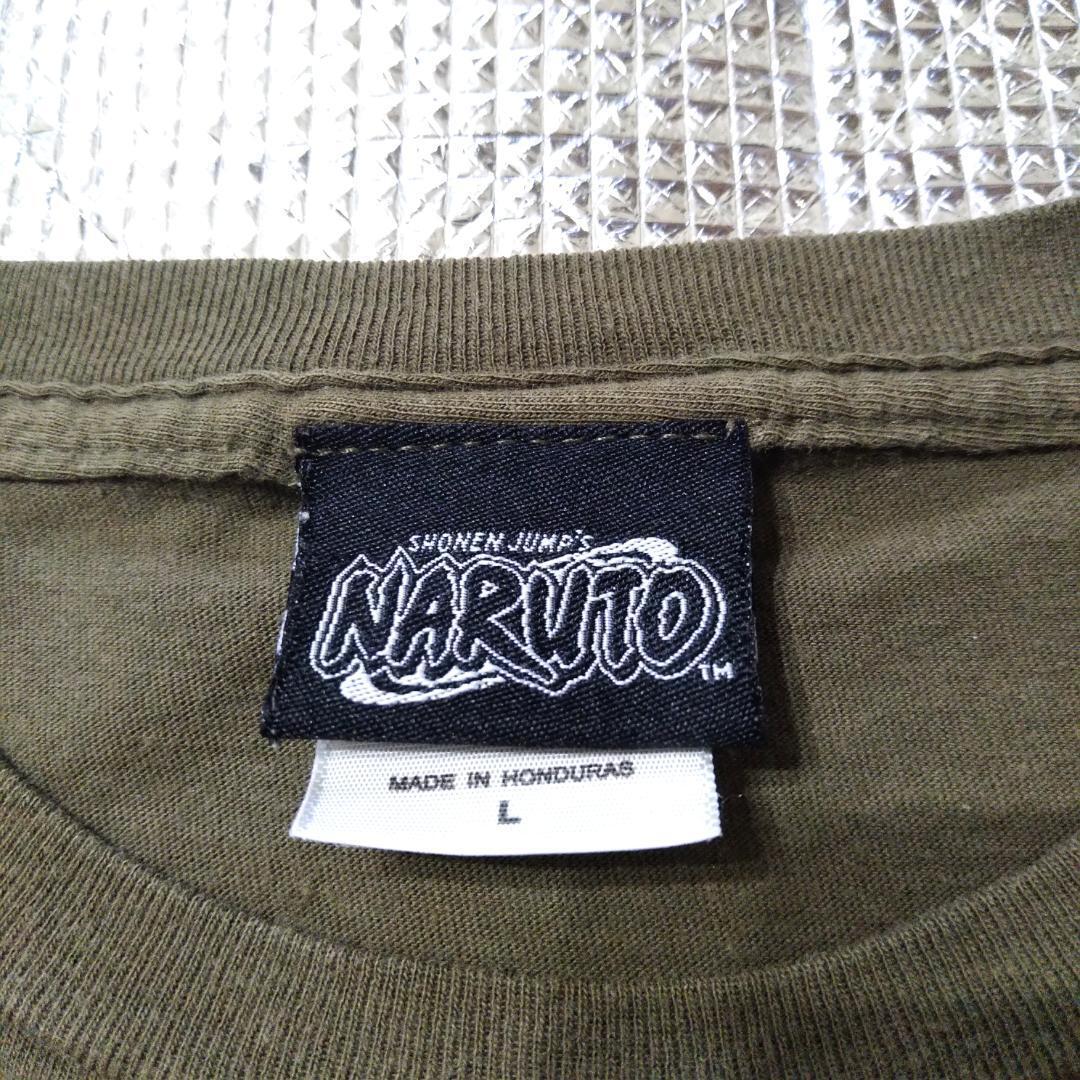 SHONEN JUMP'S
NARUTO
TM
MADE IN HONDURAS
L